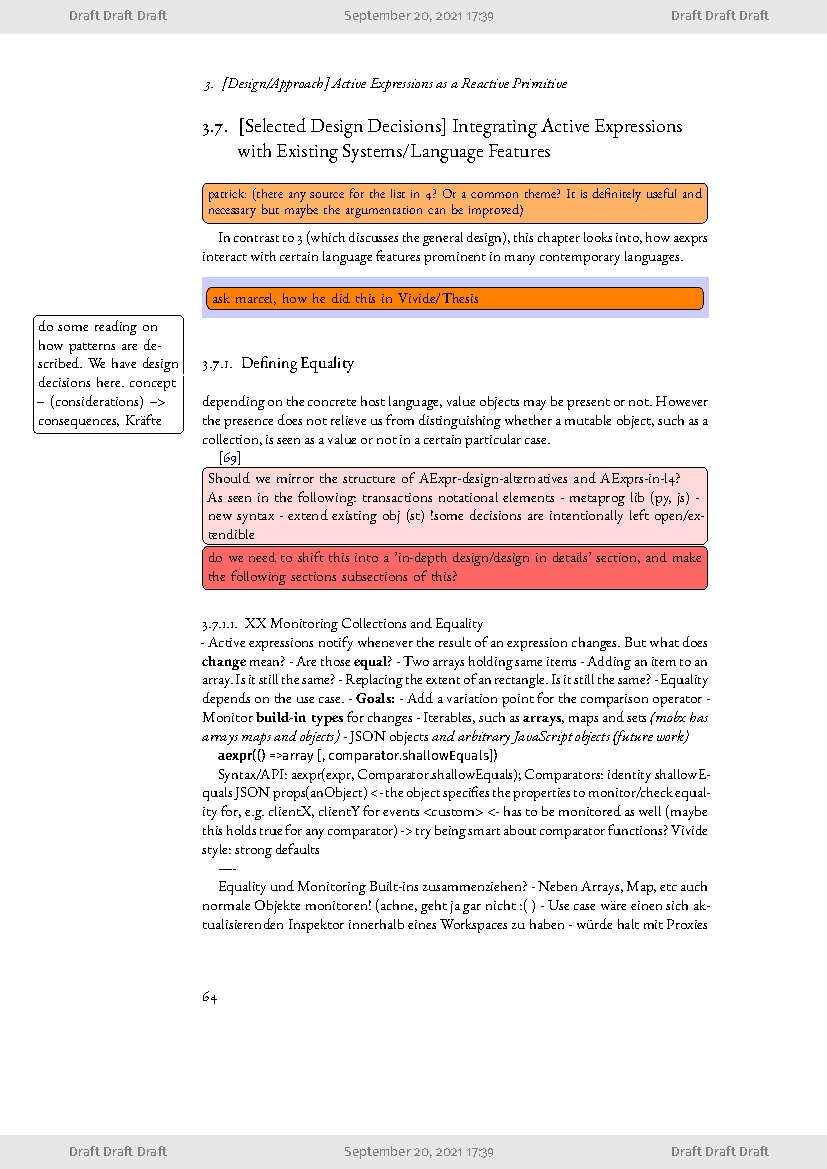 Draft Draft Draft September 20, 2021 17:39 Draft Draft Draft
3. [Design/Approach] Active Expressions as a Reactive Primitive
3.7. [Selected Design Decisions] Integrating Active Expressions
with Existing Systems/Language Features
patrick: (there any source for the list in 4? Or a common theme? It is definitely useful and
necessary but maybe the argumentation can be improved)
In contrast to 3 (which discusses the general design), this chapter looks into, how aexprs
interact with certain language features prominent in many contemporary languages.
ask marcel, how he did this in Vivide/Thesis
do some reading on
how patterns are de-
scribed. We have design
decisions here. concept
– (considerations) –>
consequences, Kräfte
3.7.1. Defining Equality
depending on the concrete host language, value objects may be present or not. However
the presence does not relieve us from distinguishing whether a mutable object, such as a
collection, is seen as a value or not in a certain particular case.
[69]
Should we mirror the structure of AExpr-design-alternatives and AExprs-in-l4?
As seen in the following: transactions notational elements - metaprog lib (py, js) -
new syntax - extend existing obj (st) !some decisions are intentionally left open/ex-
tendible
do we need to shift this into a ’in-depth design/design in details’ section, and make
the following sections subsections of this?
3.7.1.1. XX Monitoring Collections and Equality
- Active expressions notify whenever the result of an expression changes. But what does
change mean? - Are those equal? - Two arrays holding same items - Adding an item to an
array. Is it still the same? - Replacing the extent of an rectangle. Is it still the same? - Equality
depends on the use case. - Goals: - Add a variation point for the comparison operator -
Monitor build-in types for changes - Iterables, such as arrays, maps and sets (mobx has
arrays maps and objects) - JSON objects and arbitrary JavaScript objects (future work)
aexpr(() =>array [, comparator.shallowEquals])
Syntax/API: aexpr(expr, Comparator.shallowEquals); Comparators: identity shallowE-
quals JSON props(anObject) <- the object specifies the properties to monitor/check equal-
ity for, e.g. clientX, clientY for events <custom> <- has to be monitored as well (maybe
this holds true for any comparator) -> try being smart about comparator functions? Vivide
style: strong defaults
—-
Equality und Monitoring Built-ins zusammenziehen? - Neben Arrays, Map, etc auch
normale Objekte monitoren! (achne, geht ja gar nicht :( ) - Use case wäre einen sich ak-
tualisierenden Inspektor innerhalb eines Workspaces zu haben - würde halt mit Proxies
64
Draft Draft Draft September 20, 2021 17:39 Draft Draft Draft